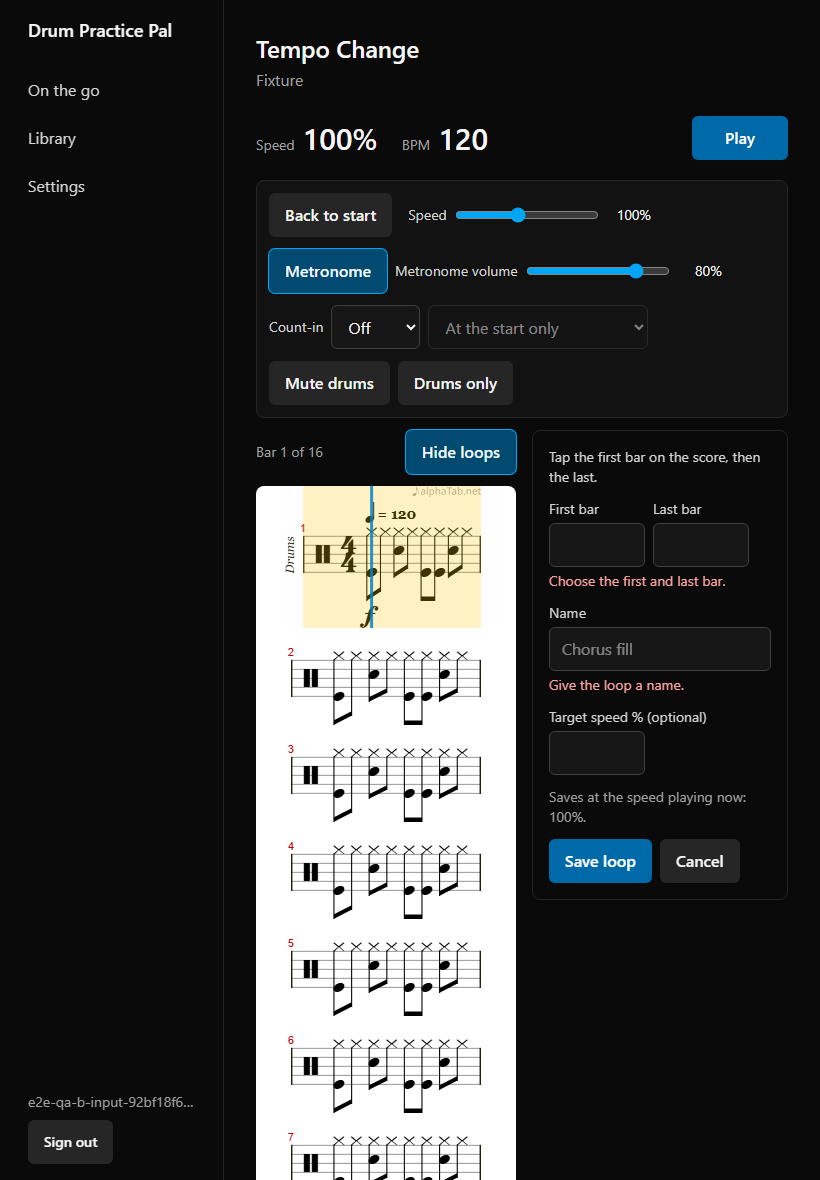 Drum Practice Pal
On the go
Library
Settings
e2e-qa-b-input-92bf18f6...
Sign out
Tempo Change
Fixture
Speed 100% BPM 120
Play
Back to start Speed 100%
Metronome Metronome volume 80%
Count-in Off At the start only
Mute drums Drums only
Bar 1 of 16
Hide loops
alphaTab.net
= 120
1
Drums
4
4
f
2
3
4
5
6
7
Tap the first bar on the score, then
the last.
First bar Last bar
Choose the first and last bar.
Name
Chorus fill
Give the loop a name.
Target speed % (optional)
Saves at the speed playing now:
100%.
Save loop Cancel